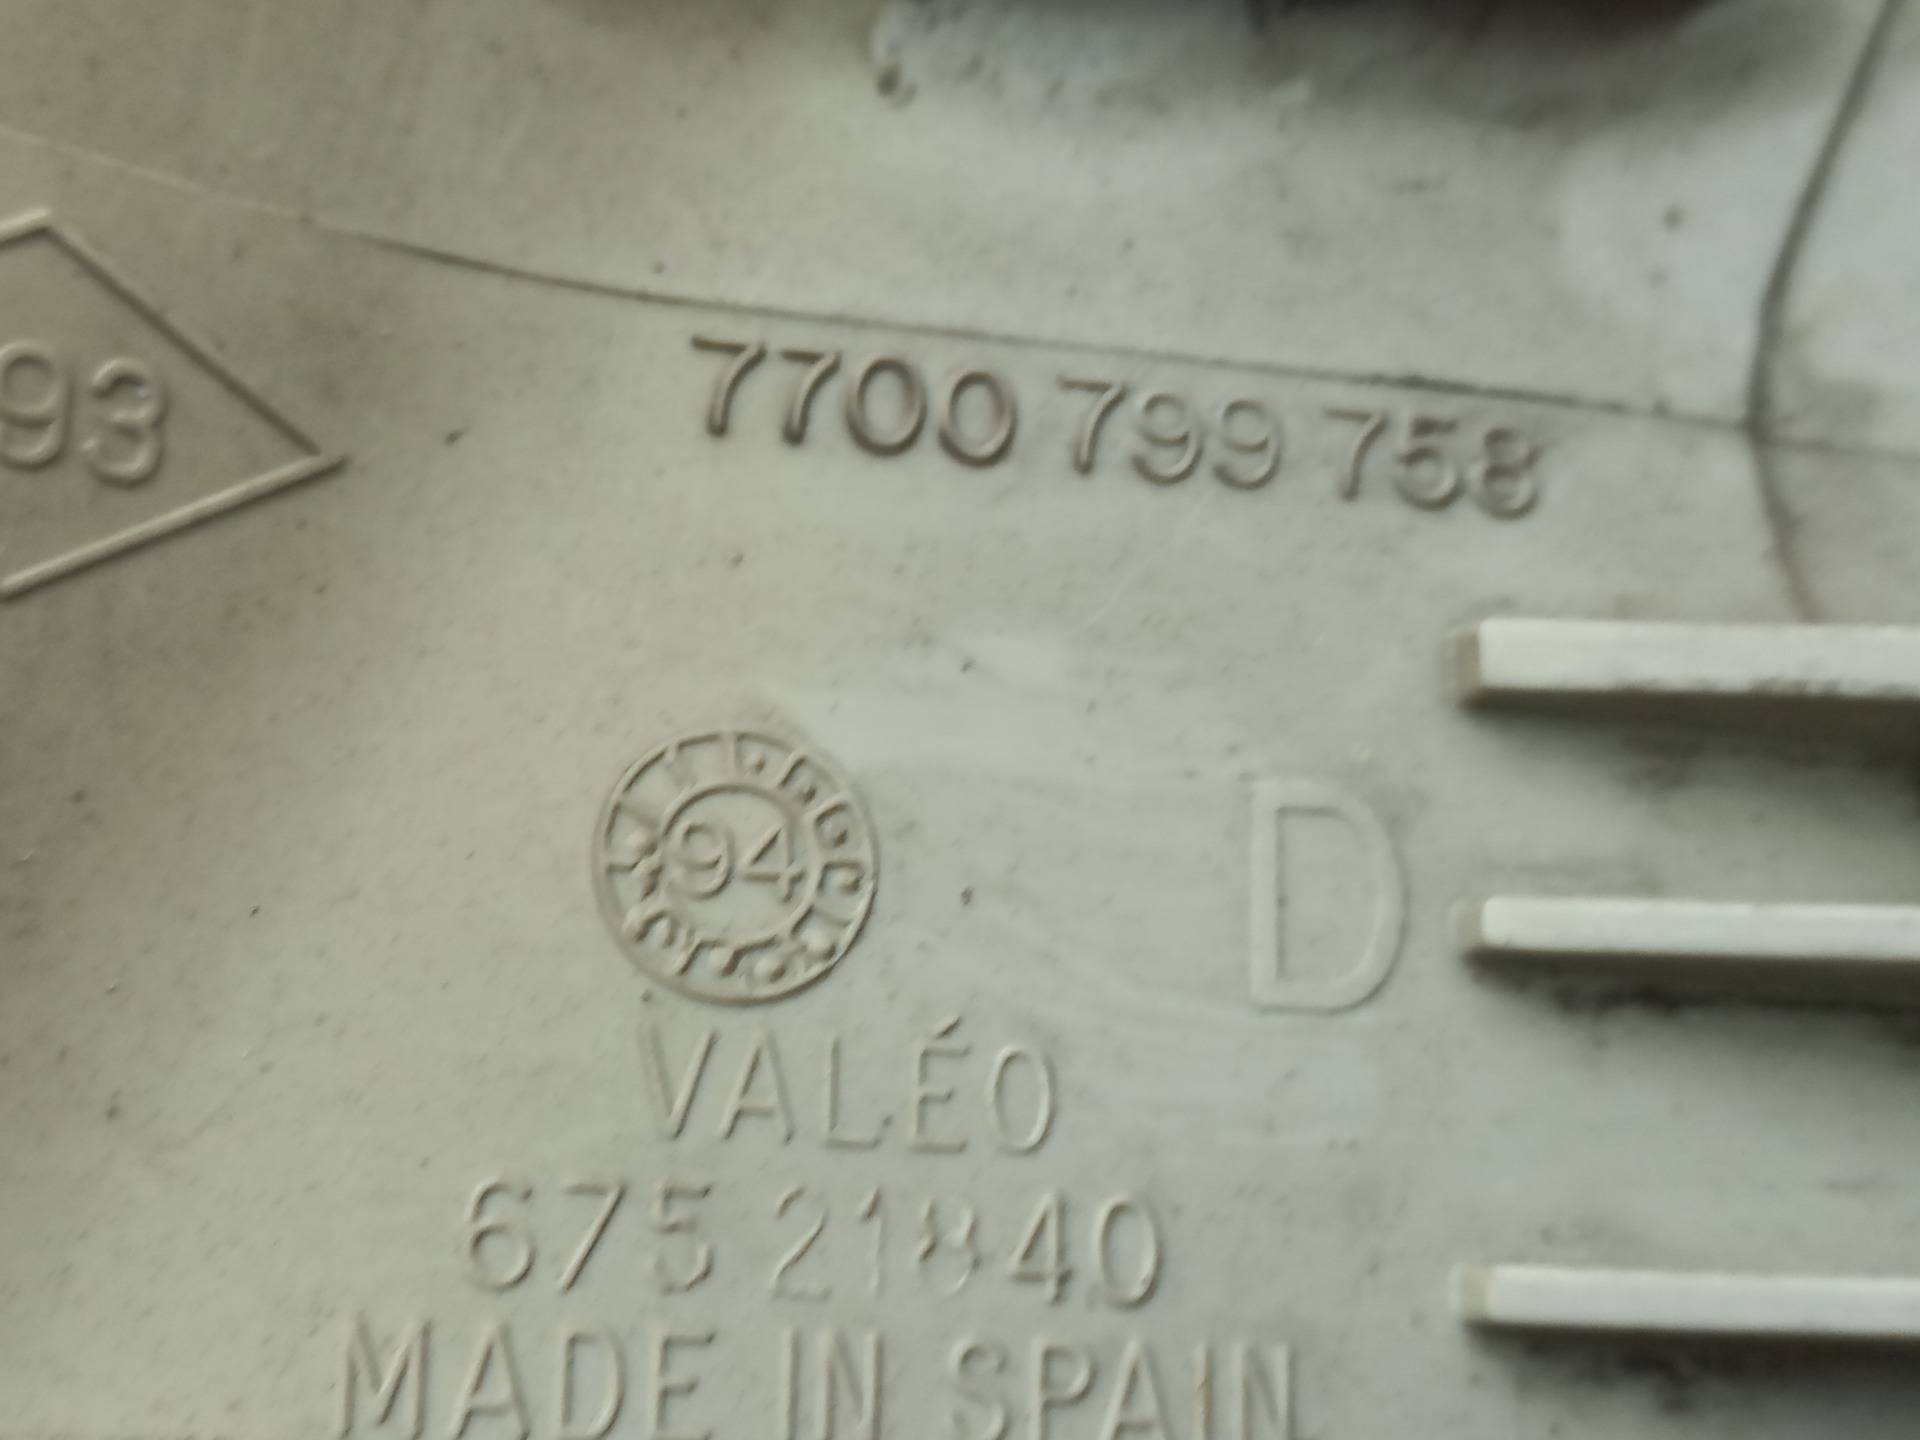 93
7700 799 758
94
D
VALÉO
675 21840
MADE IN SPAIN